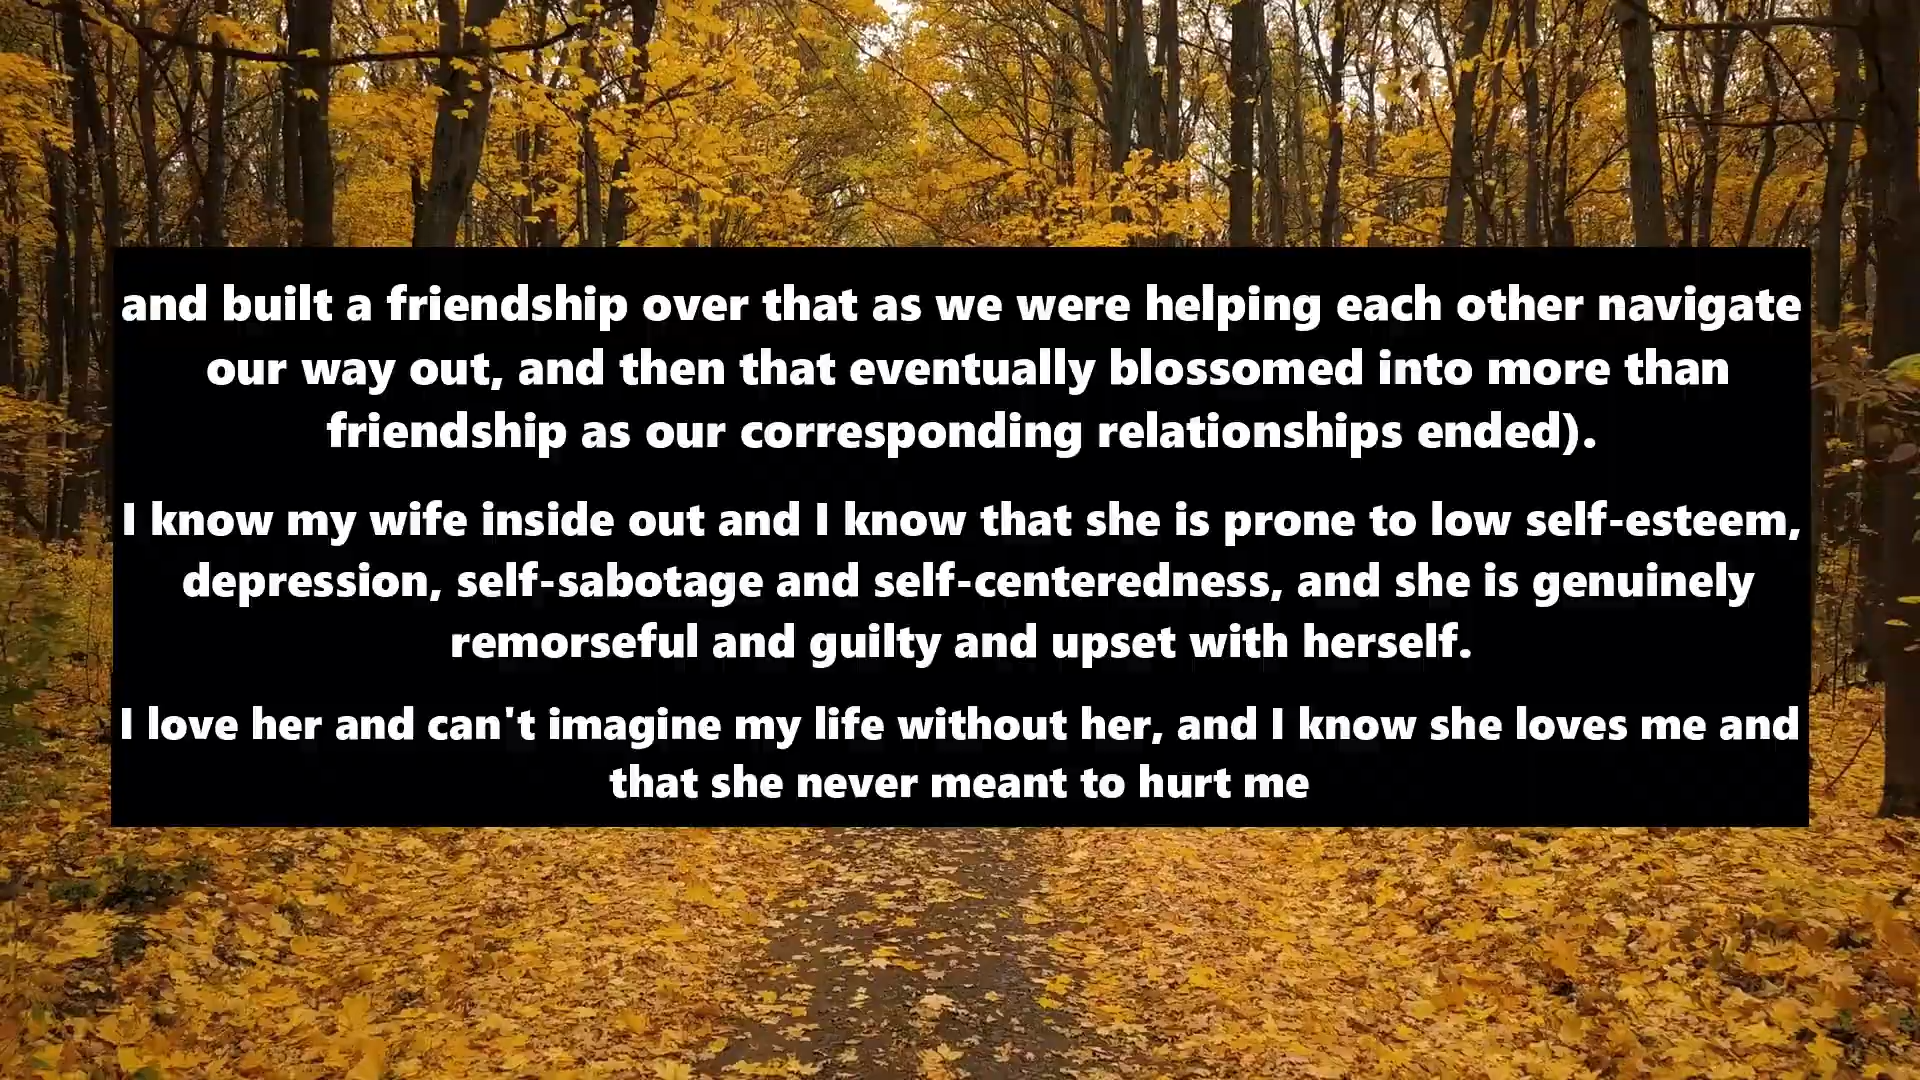 and built a friendship over that as we were helping each other navigate
our way out, and then that eventually blossomed into more than
friendship as our corresponding relationships ended).
I know my wife inside out and I know that she is prone to low self-esteem,
depression, self-sabotage and self-centeredness, and she is genuinely
remorseful and guilty and upset with herself.
I love her and can't imagine my life without her, and I know she loves me and
that she never meant to hurt me